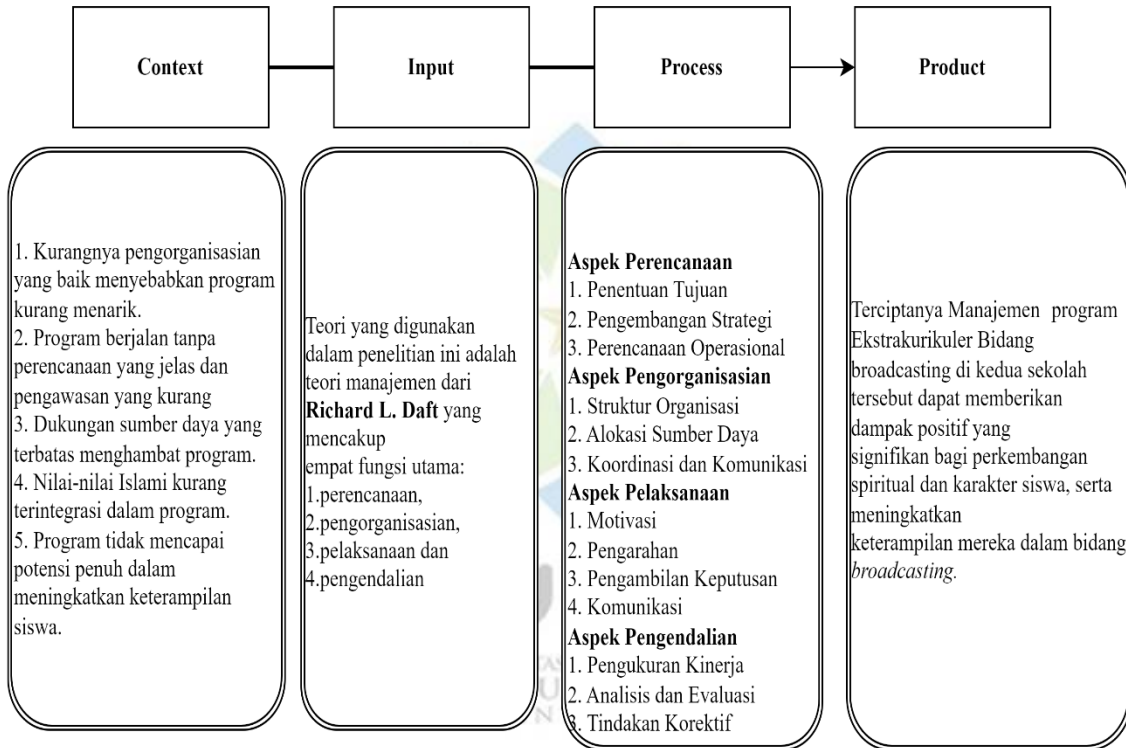 Context
Input
Process
Product
1. Kurangnya pengorganisasian
yang baik menyebabkan program
kurang menarik.
2. Program berjalan tanpa
perencanaan yang jelas dan
pengawasan yang kurang
3. Dukungan sumber daya yang
terbatas menghambat program.
4. Nilai-nilai Islami kurang
terintegrasi dalam program.
5. Program tidak mencapai
potensi penuh dalam
meningkatkan keterampilan
siswa.
Teori yang digunakan
dalam penelitian ini adalah
teori manajemen dari
Richard L. Daft yang
mencakup
empat fungsi utama:
1.perencanaan,
2.pengorganisasian,
3.pelaksanaan dan
4.pengendalian
Aspek Perencanaan
1. Penentuan Tujuan
2. Pengembangan Strategi
3. Perencanaan Operasional
Aspek Pengorganisasian
1. Struktur Organisasi
2. Alokasi Sumber Daya
3. Koordinasi dan Komunikasi
Aspek Pelaksanaan
1. Motivasi
2. Pengarahan
3. Pengambilan Keputusan
4. Komunikasi
Aspek Pengendalian
1. Pengukuran Kinerja
2. Analisis dan Evaluasi
3. Tindakan Korektif
Terciptanya Manajemen program
Ekstrakurikuler Bidang
broadcasting di kedua sekolah
tersebut dapat memberikan
dampak positif yang
signifikan bagi perkembangan
spiritual dan karakter siswa, serta
meningkatkan
keterampilan mereka dalam bidang
broadcasting.